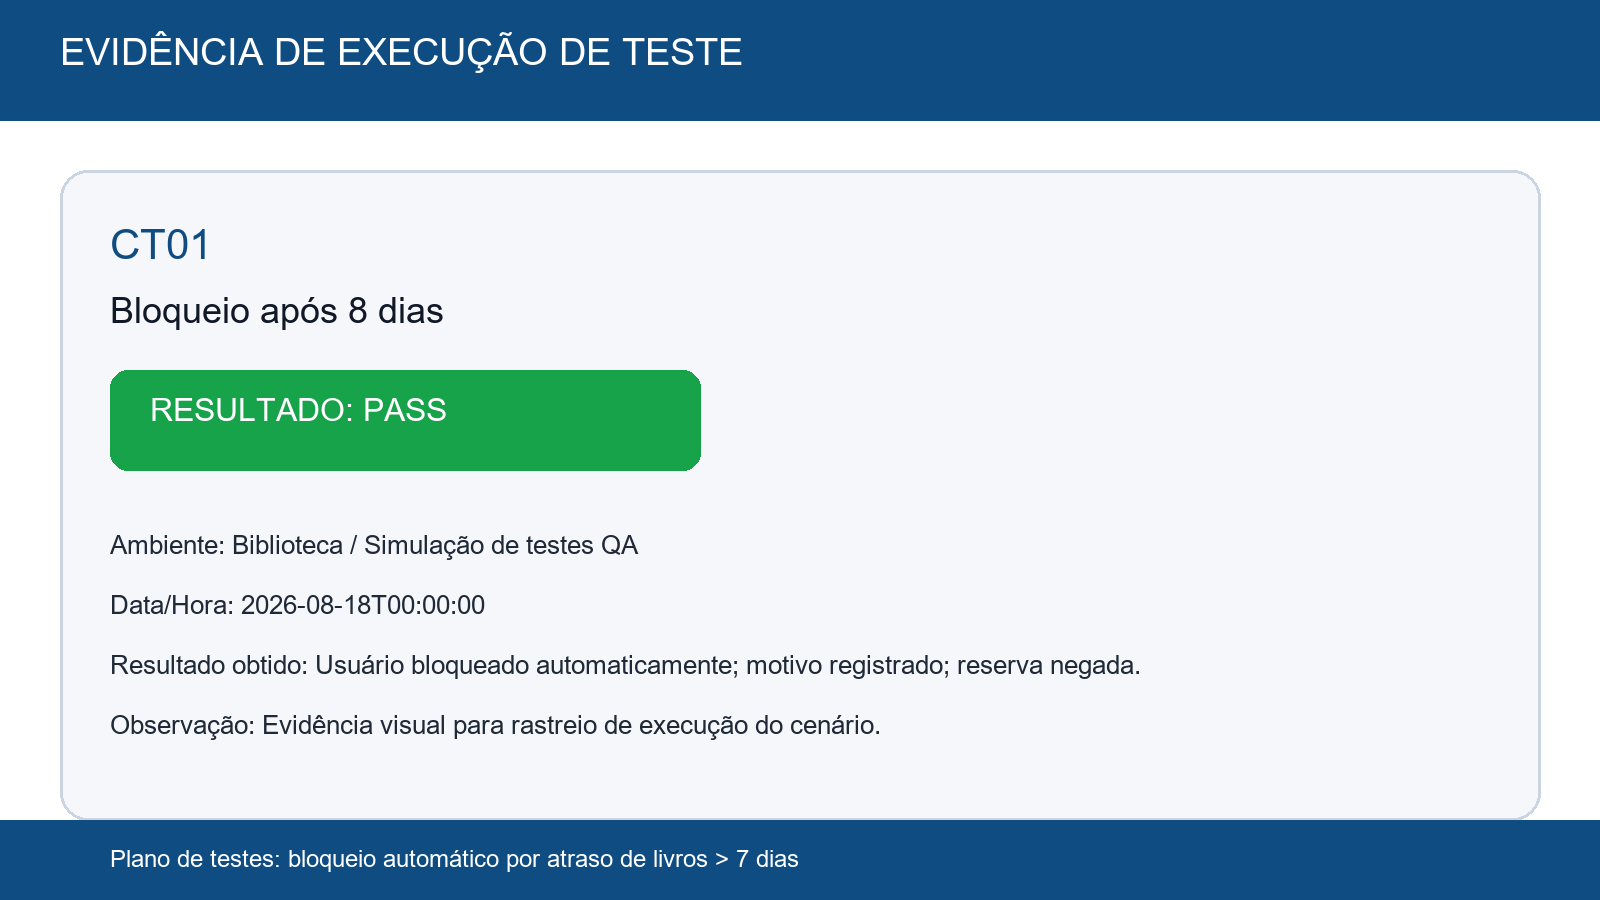 EVIDÊNCIA DE EXECUÇÃO DE TESTE
CT01
Bloqueio após 8 dias
RESULTADO: PASS
Ambiente: Biblioteca / Simulação de testes QA
Data/Hora: 2026-08-18T00:00:00
Resultado obtido: Usuário bloqueado automaticamente; motivo registrado; reserva negada.
Observação: Evidência visual para rastreio de execução do cenário.
Plano de testes: bloqueio automático por atraso de livros > 7 dias